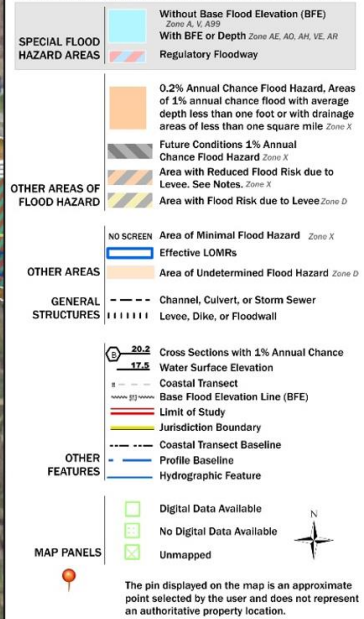 Without Base Flood Elevation (BFE)
Zone A, V, A99
With BFE or Depth Zone AE, AO, AH, VE, AR
Regulatory Floodway
SPECIAL FLOOD
HAZARD AREAS
0.2% Annual Chance Flood Hazard, Areas
of 1% annual chance flood with average
depth less than one foot or with drainage
areas of less than one square mile Zone X
Future Conditions 1% Annual
Chance Flood Hazard Zone X
Area with Reduced Flood Risk due to
Levee. See Notes. Zone X
Area with Flood Risk due to Levee Zone D
OTHER AREAS OF
FLOOD HAZARD
NO SCREEN Area of Minimal Flood Hazard Zone X
Effective LOMRs
Area of Undetermined Flood Hazard Zone D
OTHER AREAS
Channel, Culvert, or Storm Sewer
Levee, Dike, or Floodwall
GENERAL
STRUCTURES
B 20.2 Cross Sections with 1% Annual Chance
17.5 Water Surface Elevation
Coastal Transect
Base Flood Elevation Line (BFE)
Limit of Study
Jurisdiction Boundary
Coastal Transect Baseline
Profile Baseline
Hydrographic Feature
OTHER
FEATURES
Digital Data Available
No Digital Data Available
Unmapped
MAP PANELS
N
The pin displayed on the map is an approximate
point selected by the user and does not represent
an authoritative property location.